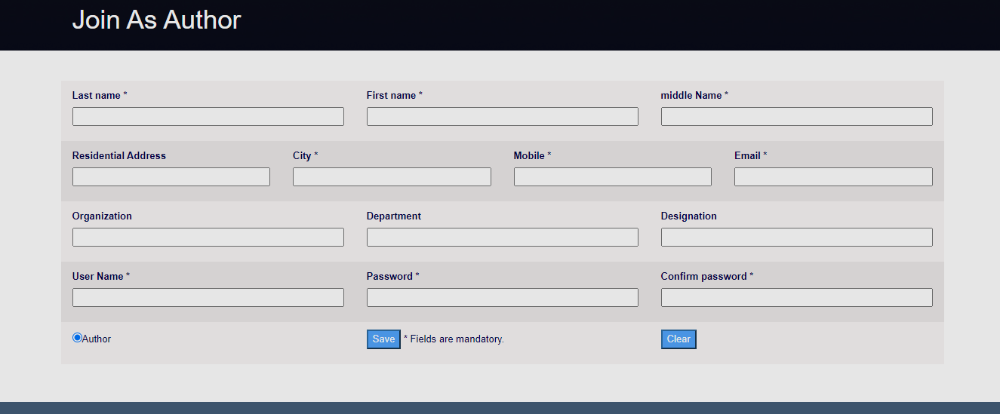 Join As Author
Last name * First name * middle Name *
Residential Address City * Mobile * Email *
Organization Department Designation
User Name * Password * Confirm password *
Author Save * Fields are mandatory. Clear